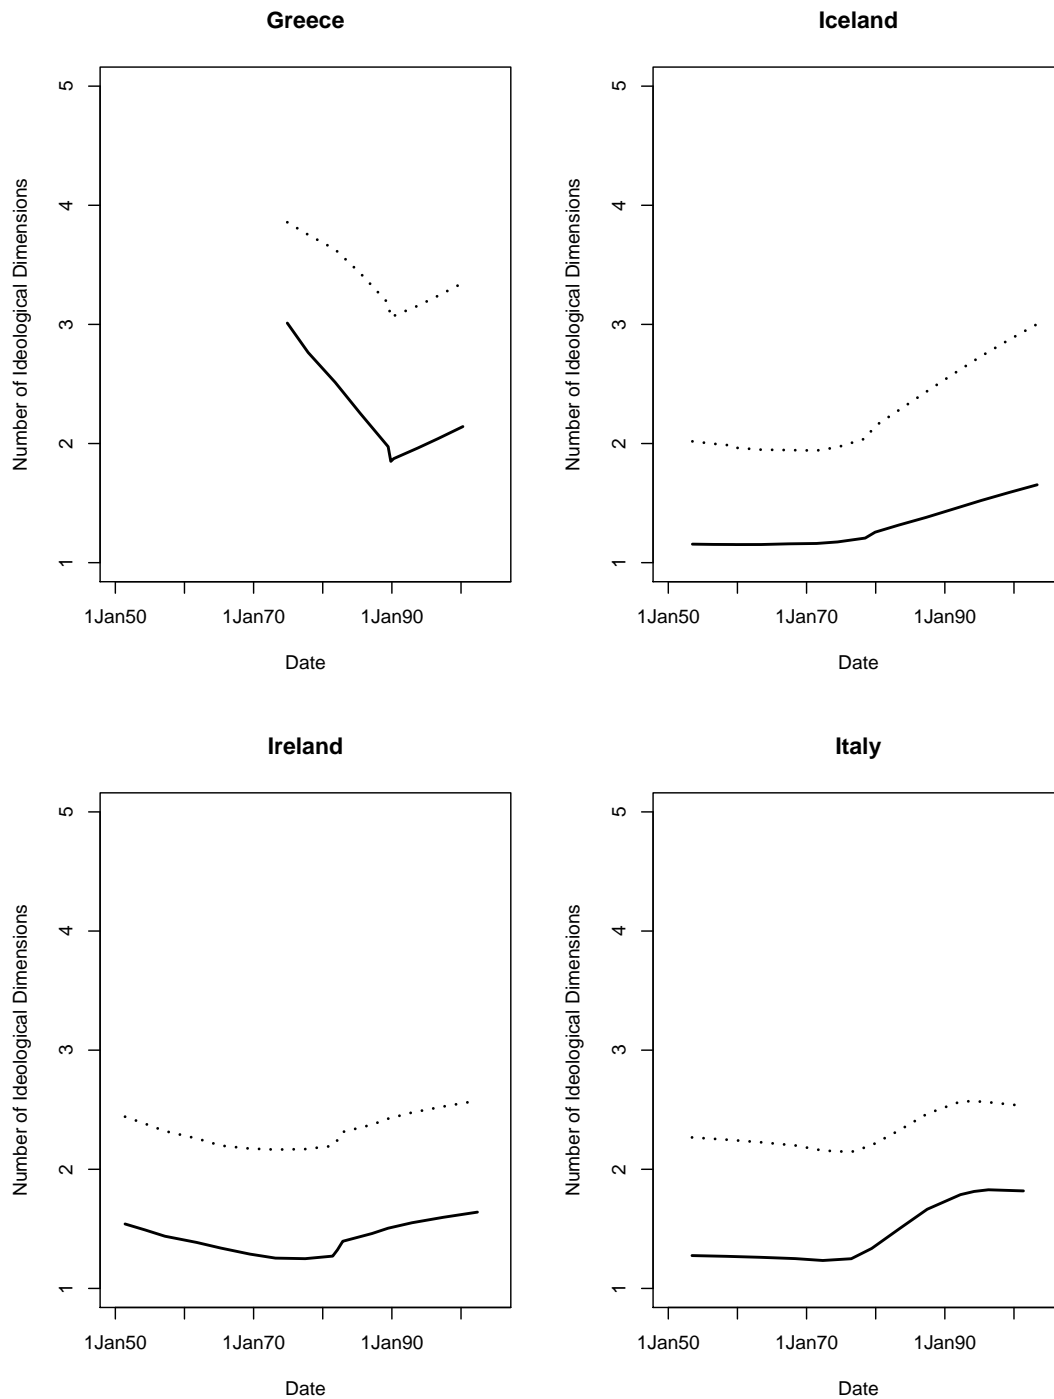 Greece
Number of Ideological Dimensions
5
4
3
2
1
1Jan50
1Jan70
1Jan90
Date
Iceland
Number of Ideological Dimensions
5
4
3
2
1
1Jan50
1Jan70
1Jan90
Date
Ireland
Number of Ideological Dimensions
5
4
3
2
1
1Jan50
1Jan70
1Jan90
Date
Italy
Number of Ideological Dimensions
5
4
3
2
1
1Jan50
1Jan70
1Jan90
Date